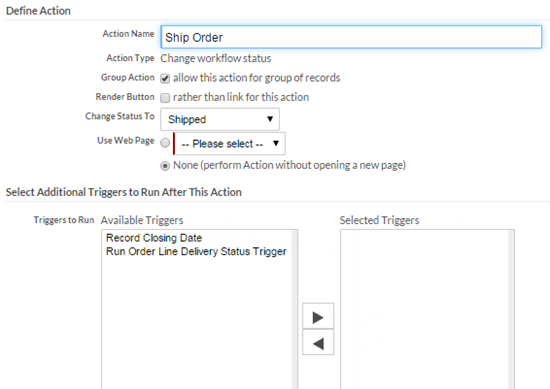 Define Action
Action Name Ship Order
Action Type Change workflow status
Group Action allow this action for group of records
Render Button rather than link for this action
Change Status To Shipped
Use Web Page -- Please select --
None (perform Action without opening a new page)
Select Additional Triggers to Run After This Action
Triggers to Run Available Triggers Selected Triggers
Record Closing Date
Run Order Line Delivery Status Trigger